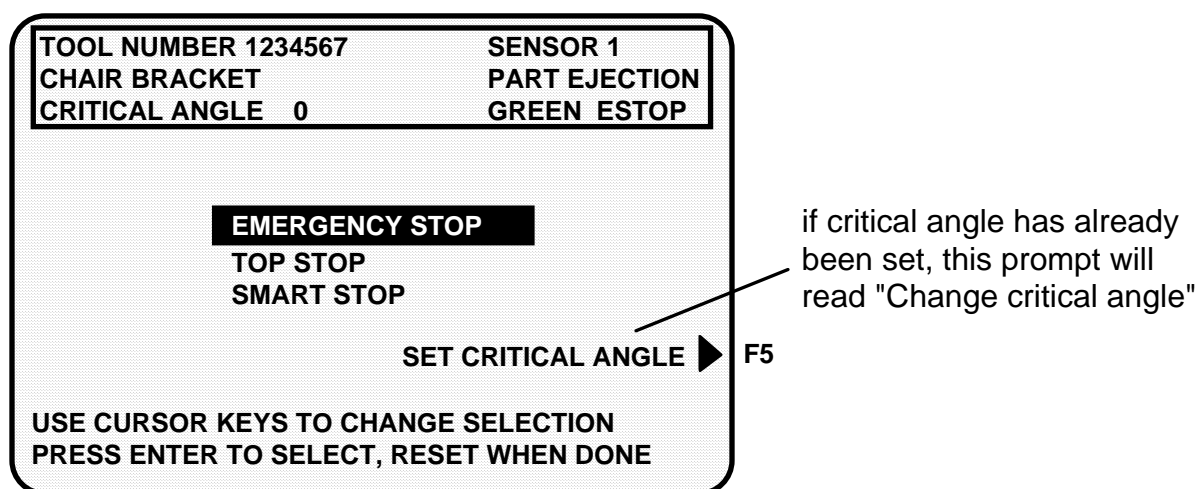 TOOL NUMBER 1234567 SENSOR 1
CHAIR BRACKET PART EJECTION
CRITICAL ANGLE 0 GREEN ESTOP
EMERGENCY STOP
TOP STOP
SMART STOP
if critical angle has already
been set, this prompt will
read "Change critical angle"
SET CRITICAL ANGLE F5
USE CURSOR KEYS TO CHANGE SELECTION
PRESS ENTER TO SELECT, RESET WHEN DONE